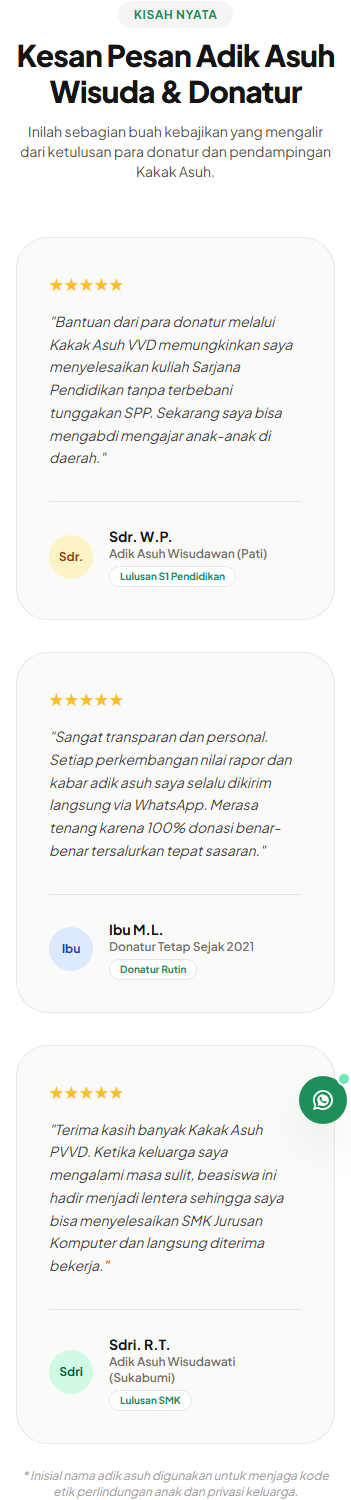 KISAH NYATA
Kesan Pesan Adik Asuh
Wisuda & Donatur
Inilah sebagian buah kebajikan yang mengalir
dari ketulusan para donatur dan pendampingan
Kakak Asuh.
★★★★★
"Bantuan dari para donatur melalui
Kakak Asuh VVD memungkinkan saya
menyelesaikan kuliah Sarjana
Pendidikan tanpa terbebani
tunggakan SPP. Sekarang saya bisa
mengabdi mengajar anak-anak di
daerah."
Sdr.
Sdr. W.P.
Adik Asuh Wisudawan (Pati)
Lulusan S1 Pendidikan
★★★★★
"Sangat transparan dan personal.
Setiap perkembangan nilai rapor dan
kabar adik asuh saya selalu dikirim
langsung via WhatsApp. Merasa
tenang karena 100% donasi benar-
benar tersalurkan tepat sasaran."
Ibu
Ibu M.L.
Donatur Tetap Sejak 2021
Donatur Rutin
★★★★★
"Terima kasih banyak Kakak Asuh
PVVD. Ketika keluarga saya
mengalami masa sulit, beasiswa ini
hadir menjadi lentera sehingga saya
bisa menyelesaikan SMK Jurusan
Komputer dan langsung diterima
bekerja."
Sdri
Sdri. R.T.
Adik Asuh Wisudawati
(Sukabumi)
Lulusan SMK
* Inisial nama adik asuh digunakan untuk menjaga kode
etik perlindungan anak dan privasi keluarga.